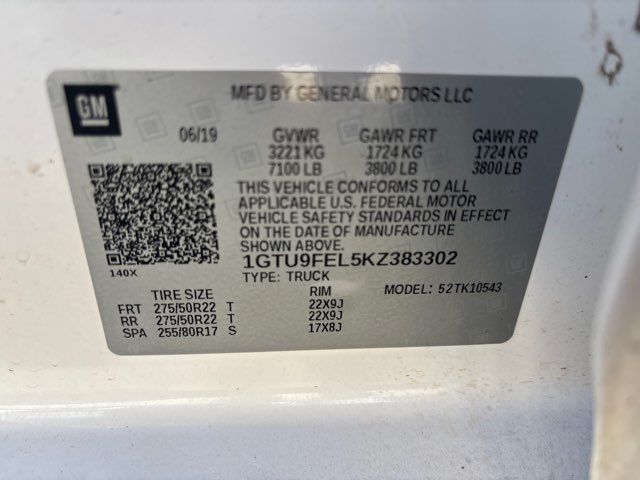 GM
MFD BY GENERAL MOTORS LLC
06/19 GVWR GAWR FRT GAWR RR
3221 KG 1724 KG 1724 KG
7100 LB 3800 LB 3800 LB
THIS VEHICLE CONFORMS TO ALL
APPLICABLE U.S. FEDERAL MOTOR
VEHICLE SAFETY STANDARDS IN EFFECT
ON THE DATE OF MANUFACTURE
SHOWN ABOVE.
140X
1GTU9FEL5KZ383302
TYPE: TRUCK
TIRE SIZE RIM MODEL: 52TK10543
FRT 275/50R22 T 22X9J
RR 275/50R22 T 22X9J
SPA 255/80R17 S 17X8J